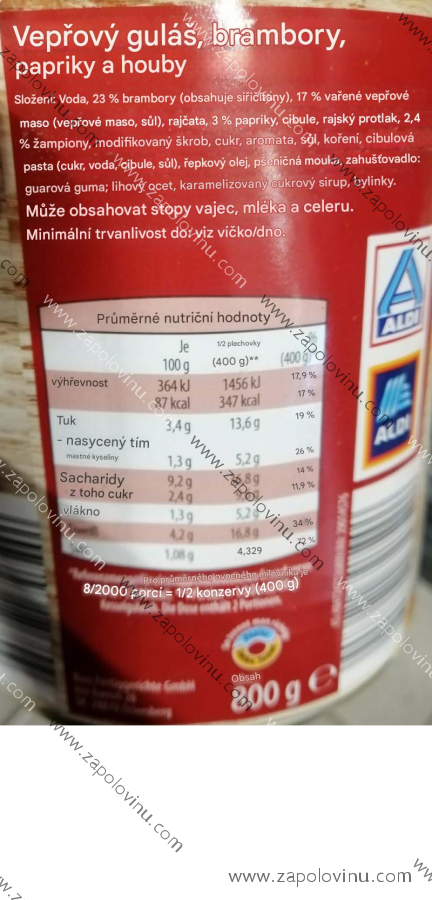 Vepřový guláš, brambory,
papriky a houby
Složení: Voda, 23 % brambory (obsahuje siřičitany), 17 % vařené vepřové
maso (vepřové maso, sůl), rajčata, 3 % papriky, cibule, rajský protlak, 2,4
% žampiony, modifikovaný škrob, cukr, aromata, sůl, koření, cibulová
pasta (cukr, voda, cibule, sůl), řepkový olej, pšeničná mouka, zahušťovadlo:
guarová guma; lihový ocet, karamelizovaný cukrový sirup, bylinky.
Může obsahovat stopy vajec, mléka a celeru.
Minimální trvanlivost do: viz víčko/dno.
ALDI
ALDI
Průměrné nutriční hodnoty
Je 1/2 plechovky %
100 g (400 g)** (400 g)
výhřevnost 364 kJ 1456 kJ 17,9 %
87 kcal 347 kcal 17 %
Tuk 3,4 g 13,6 g 19 %
- nasycený tím
mastné kyseliny 1,3 g 5,2 g 26 %
Sacharidy 9,2 g 36,8 g 14 %
z toho cukr 2,4 g 11,9 %
vlákno 1,3 g 5,2
4,2 g 16,8 g 34%
1,08 g 4,329 72 %
Pro průměrného
8/2000 porcí = 1/2 konzervy (400 g)
Obsah
800 g e
www.zapolovinu.com